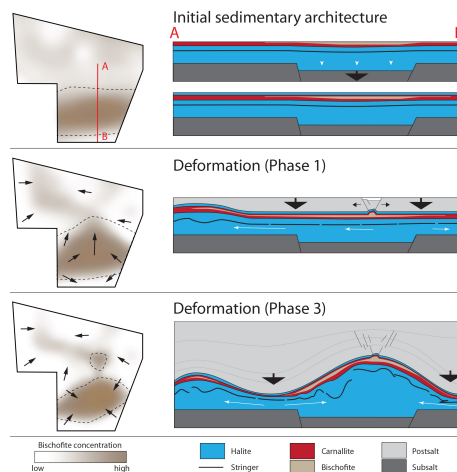 Initial sedimentary architecture
A
A
B
Deformation (Phase 1)
Deformation (Phase 3)
Bischofite concentration
low high
Halite
Carnallite
Postsalt
Stringer
Bischofite
Subsalt